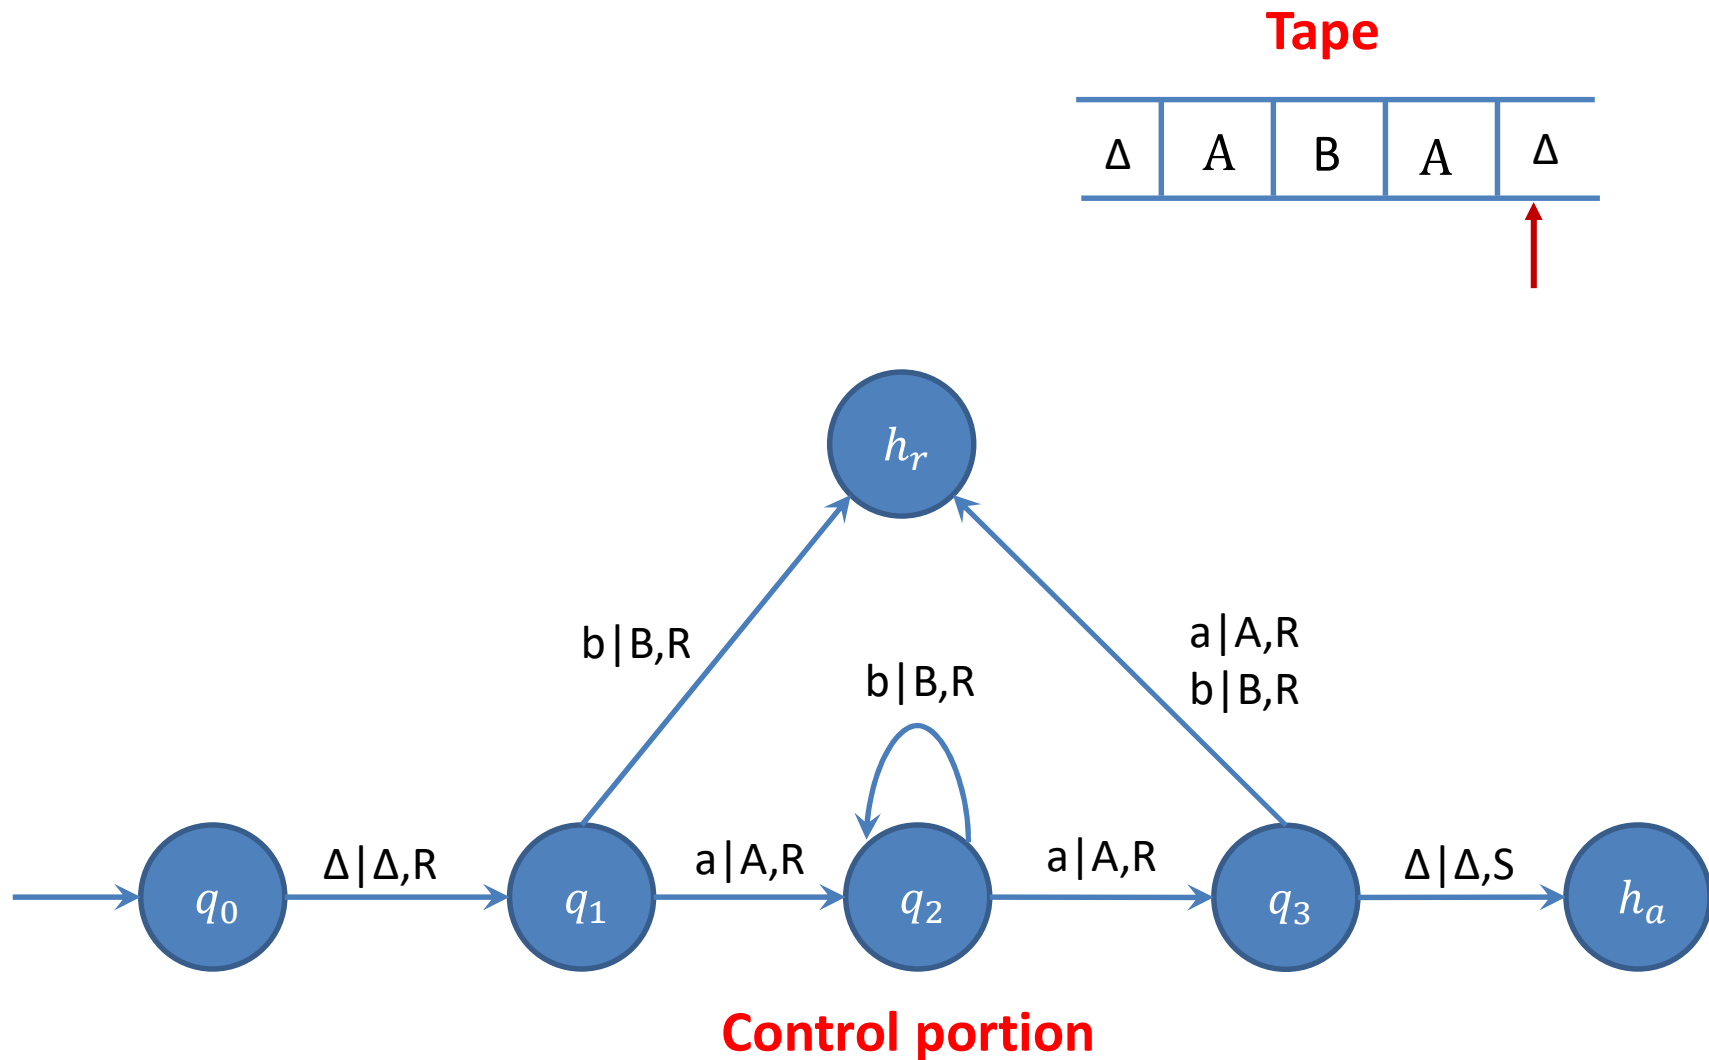 Tape
Δ A B A Δ
h_r
b|B,R
a|A,R
b|B,R
b|B,R
Δ|Δ,R
a|A,R
a|A,R
Δ|Δ,S
q_0
q_1
q_2
q_3
h_a
Control portion